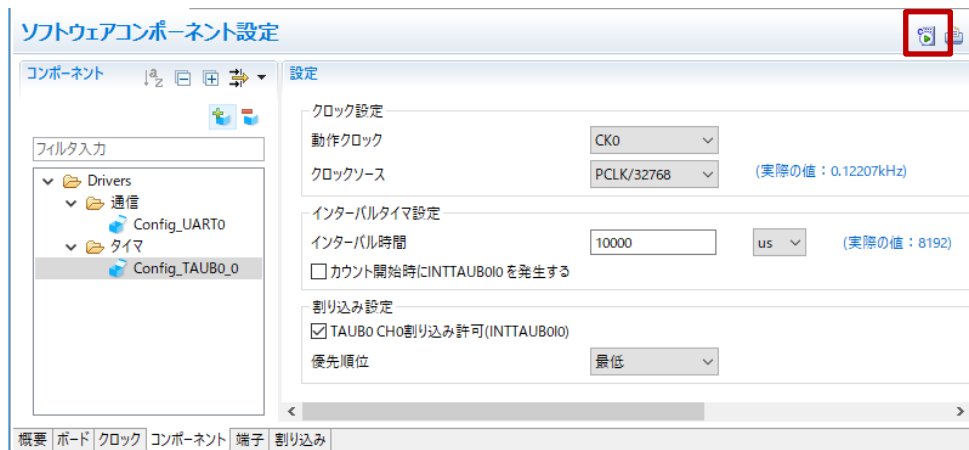 ソフトウェアコンポーネント設定
コンポーネント
設定
フィルタ入力
Drivers
通信
Config_UART0
タイマ
Config_TAUB0_0
クロック設定
動作クロック CK0
クロックソース PCLK/32768 (実際の値：0.12207kHz)
インターバルタイマ設定
インターバル時間 10000 us (実際の値：8192)
カウント開始時にINTTAUB0I0 を発生する
割り込み設定
TAUB0 CH0割り込み許可(INTTAUB0I0)
優先順位 最低
概要 ボード クロック コンポーネント 端子 割り込み